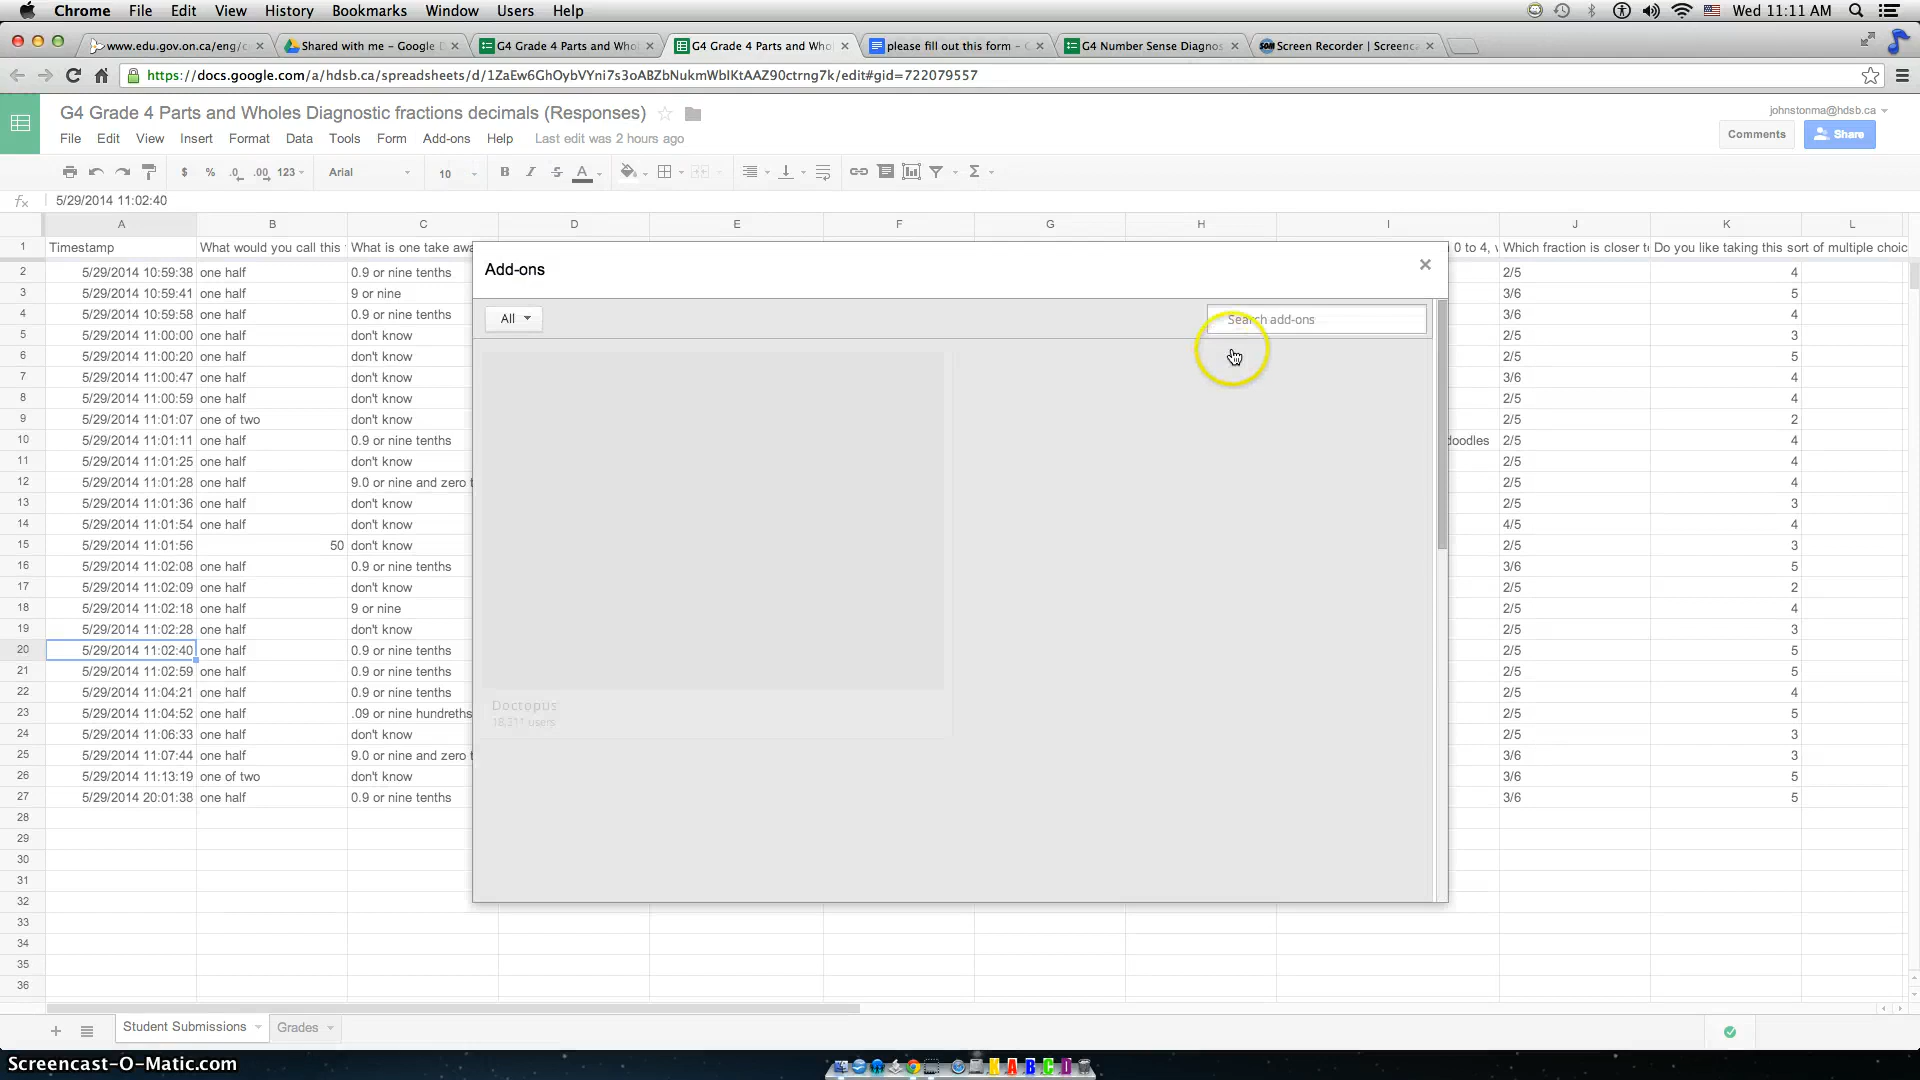 Chrome File Edit View History Bookmarks Window Users Help Wed 11:11 AM
www.edu.gov.on.ca/eng/c Shared with me - Google D G4 Grade 4 Parts and Whol G4 Grade 4 Parts and Whol please fill out this form - G G4 Number Sense Diagnos Screen Recorder | Screenca
https://docs.google.com/a/hdsb.ca/spreadsheets/d/1ZaEw6GhOybVYni7s3oABZbNukmWblKtAAZ90ctrng7k/edit#gid=722079557
G4 Grade 4 Parts and Wholes Diagnostic fractions decimals (Responses) johnstonma@hdsb.ca
File Edit View Insert Format Data Tools Form Add-ons Help Last edit was 2 hours ago Comments Share
$ % .0 .00 123 Arial 10 B I S A Σ
fx 5/29/2014 11:02:40
A B C D E F G H I J K L
1 Timestamp What would you call this What is one take awa 0 to 4, w Which fraction is closer to Do you like taking this sort of multiple choic
Add-ons
All Search add-ons
Doctopus
18,311 users
2 5/29/2014 10:59:38 one half 0.9 or nine tenths 2/5 4
3 5/29/2014 10:59:41 one half 9 or nine 3/6 5
4 5/29/2014 10:59:58 one half 0.9 or nine tenths 3/6 4
5 5/29/2014 11:00:00 one half don't know 2/5 3
6 5/29/2014 11:00:20 one half don't know 2/5 5
7 5/29/2014 11:00:47 one half don't know 3/6 4
8 5/29/2014 11:00:59 one half don't know 2/5 4
9 5/29/2014 11:01:07 one of two don't know 2/5 2
10 5/29/2014 11:01:11 one half 0.9 or nine tenths doodles 2/5 4
11 5/29/2014 11:01:25 one half don't know 2/5 4
12 5/29/2014 11:01:28 one half 9.0 or nine and zero t 2/5 4
13 5/29/2014 11:01:36 one half don't know 2/5 3
14 5/29/2014 11:01:54 one half don't know 4/5 4
15 5/29/2014 11:01:56 50 don't know 2/5 3
16 5/29/2014 11:02:08 one half 0.9 or nine tenths 3/6 5
17 5/29/2014 11:02:09 one half don't know 2/5 2
18 5/29/2014 11:02:18 one half 9 or nine 2/5 4
19 5/29/2014 11:02:28 one half don't know 2/5 3
20 5/29/2014 11:02:40 one half 0.9 or nine tenths 2/5 5
21 5/29/2014 11:02:59 one half 0.9 or nine tenths 2/5 5
22 5/29/2014 11:04:21 one half 0.9 or nine tenths 2/5 4
23 5/29/2014 11:04:52 one half .09 or nine hundreths 2/5 5
24 5/29/2014 11:06:33 one half don't know 2/5 3
25 5/29/2014 11:07:44 one half 9.0 or nine and zero t 3/6 3
26 5/29/2014 11:13:19 one of two don't know 3/6 5
27 5/29/2014 20:01:38 one half 0.9 or nine tenths 3/6 5
28
29
30
31
32
33
34
35
36
Student Submissions Grades
Screencast-O-Matic.com